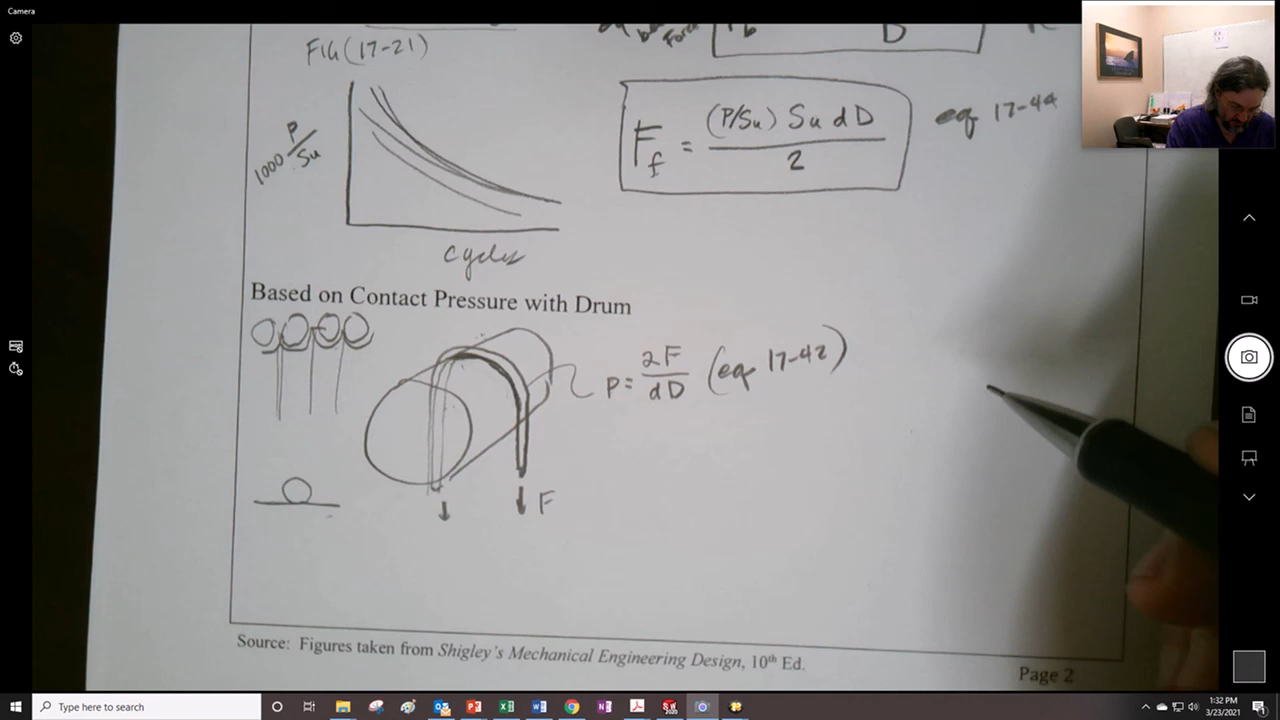 Camera
FIG (17-21)
D
1000 P/Su
F_f = (P/Su) Su d D / 2
eq 17-44
cycles
Based on Contact Pressure with Drum
P = 2F / dD (eq 17-42)
F
Source: Figures taken from Shigley's Mechanical Engineering Design, 10th Ed.
Page 2
Type here to search
1:32 PM
3/23/2021